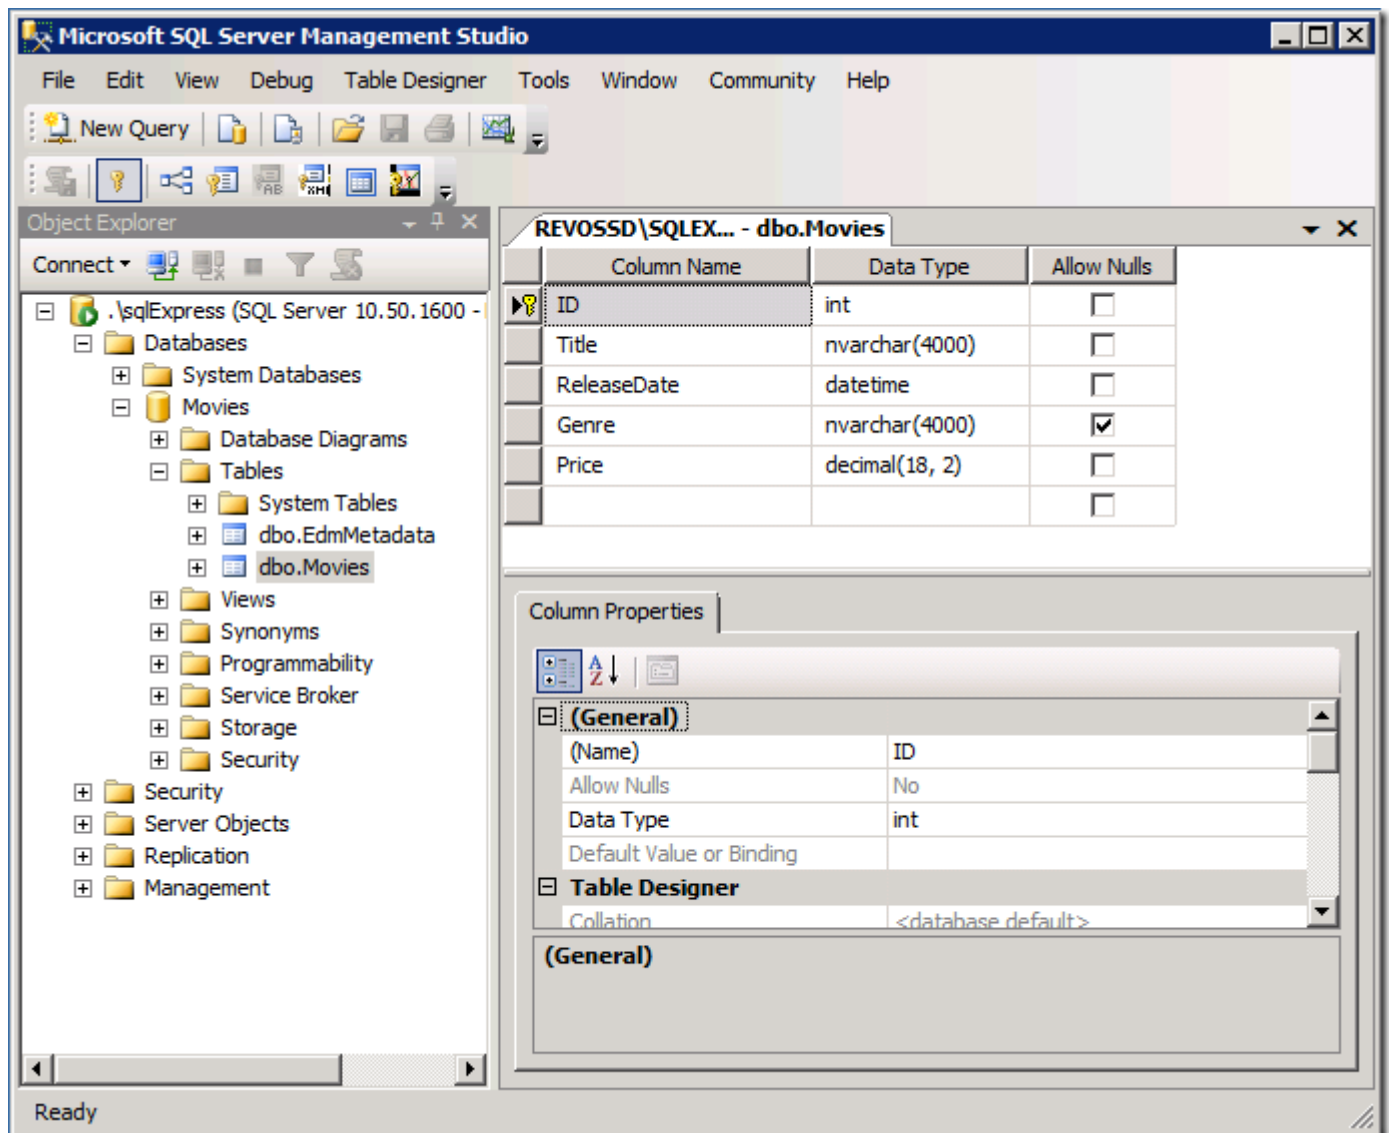 Microsoft SQL Server Management Studio
File Edit View Debug Table Designer Tools Window Community Help
New Query
Object Explorer
Connect
.\sqlExpress (SQL Server 10.50.1600 -
Databases
System Databases
Movies
Database Diagrams
Tables
System Tables
dbo.EdmMetadata
dbo.Movies
Views
Synonyms
Programmability
Service Broker
Storage
Security
Security
Server Objects
Replication
Management
REVOSSD\SQLEX... - dbo.Movies
Column Name Data Type Allow Nulls
ID int
Title nvarchar(4000)
ReleaseDate datetime
Genre nvarchar(4000)
Price decimal(18, 2)
Column Properties
(General)
(Name) ID
Allow Nulls No
Data Type int
Default Value or Binding
Table Designer
Collation <database default>
(General)
Ready